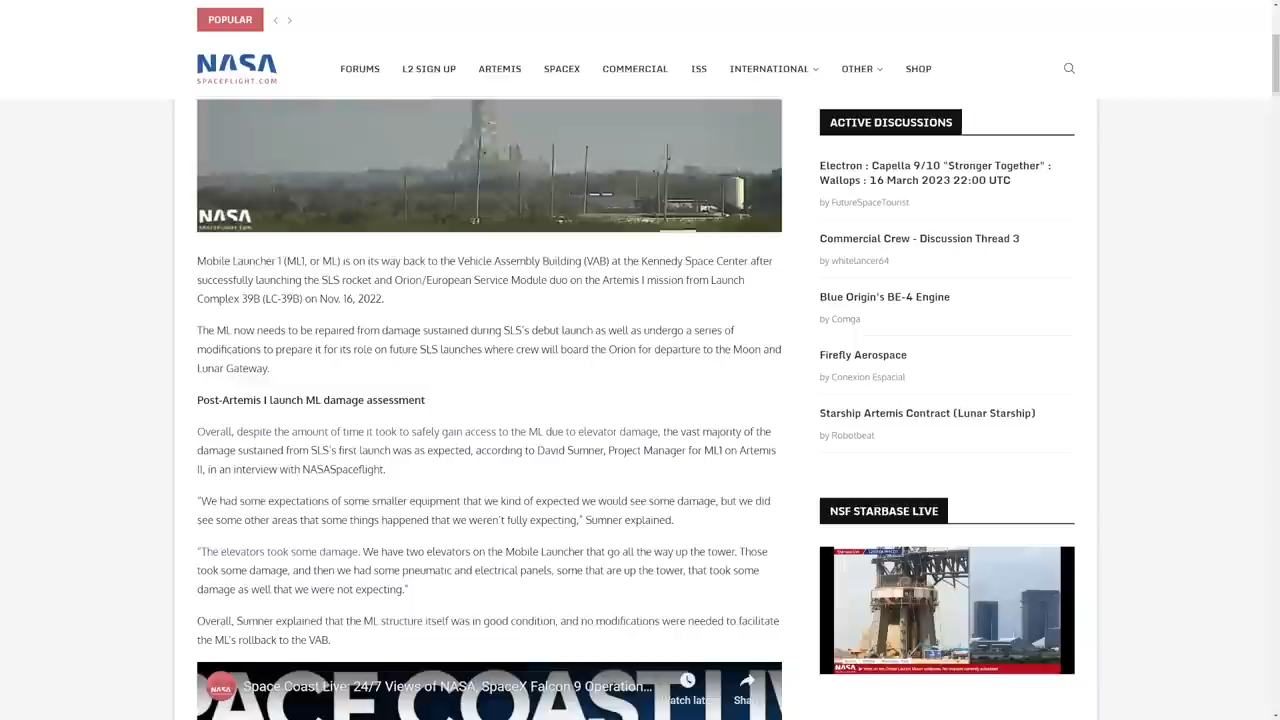 POPULAR
NASA
SPACEFLIGHT.COM
FORUMS
L2 SIGN UP
ARTEMIS
SPACEX
COMMERCIAL
ISS
INTERNATIONAL
OTHER
SHOP
NASA
SPACEFLIGHT.COM
Mobile Launcher 1 (ML1, or ML) is on its way back to the Vehicle Assembly Building (VAB) at the Kennedy Space Center after
successfully launching the SLS rocket and Orion/European Service Module duo on the Artemis I mission from Launch
Complex 39B (LC-39B) on Nov. 16, 2022.
The ML now needs to be repaired from damage sustained during SLS's debut launch as well as undergo a series of
modifications to prepare it for its role on future SLS launches where crew will board the Orion for departure to the Moon and
Lunar Gateway.
Post-Artemis I launch ML damage assessment
Overall, despite the amount of time it took to safely gain access to the ML due to elevator damage, the vast majority of the
damage sustained from SLS's first launch was as expected, according to David Sumner, Project Manager for ML1 on Artemis
II, in an interview with NASASpaceflight.
"We had some expectations of some smaller equipment that we kind of expected we would see some damage, but we did
see some other areas that some things happened that we weren't fully expecting," Sumner explained.
"The elevators took some damage. We have two elevators on the Mobile Launcher that go all the way up the tower. Those
took some damage, and then we had some pneumatic and electrical panels, some that are up the tower, that took some
damage as well that we were not expecting."
Overall, Sumner explained that the ML structure itself was in good condition, and no modifications were needed to facilitate
the ML's rollback to the VAB.
NASA
Space Coast Live: 24/7 Views of NASA, SpaceX Falcon 9 Operation...
Watch later
Sha
ACTIVE DISCUSSIONS
Electron : Capella 9/10 "Stronger Together" :
Wallops : 16 March 2023 22:00 UTC
by FutureSpaceTourist
Commercial Crew - Discussion Thread 3
by whitelancer64
Blue Origin's BE-4 Engine
by Comga
Firefly Aerospace
by Conexion Espacial
Starship Artemis Contract (Lunar Starship)
by Robotbeat
NSF STARBASE LIVE
NASA